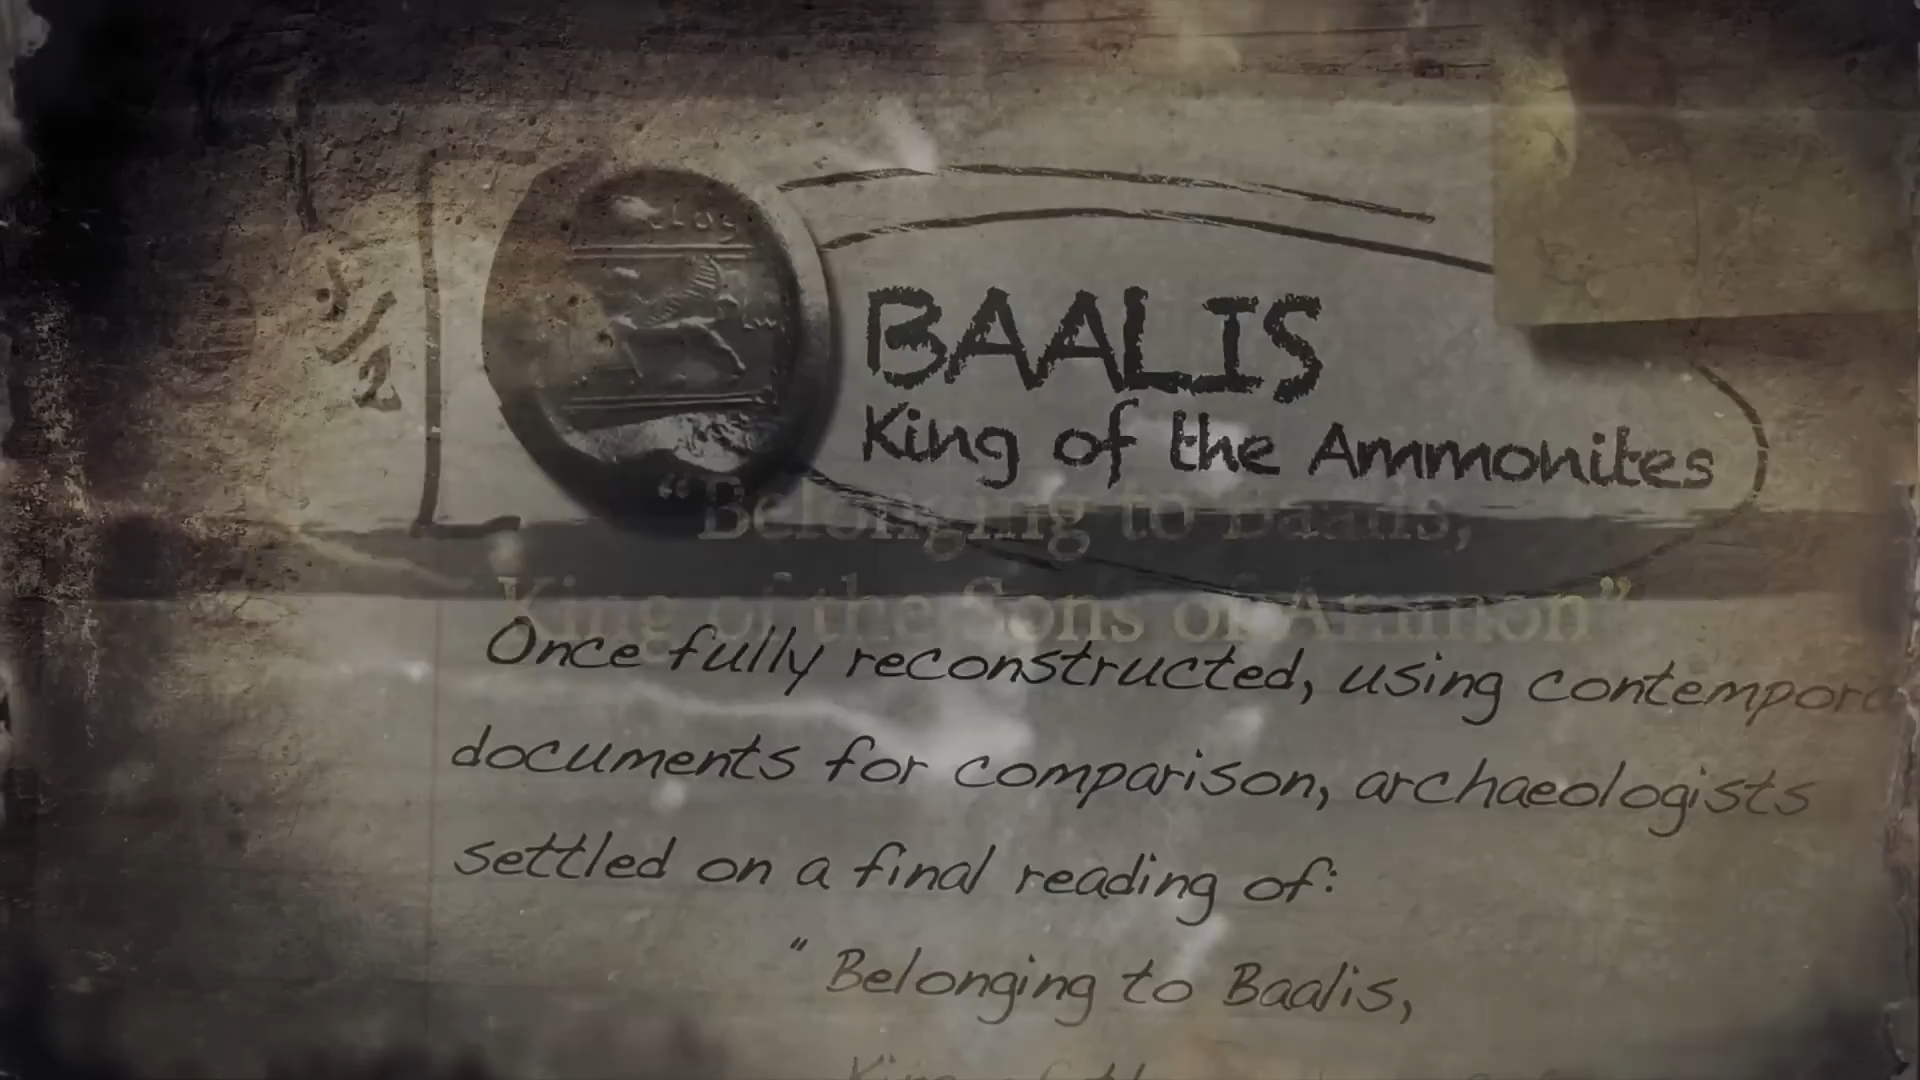 BAALIS
King of the Ammonites
"Belonging to Baalis,
King of the Sons of Ammon"
Once fully reconstructed, using contempora
documents for comparison, archaeologists
settled on a final reading of:
" Belonging to Baalis,